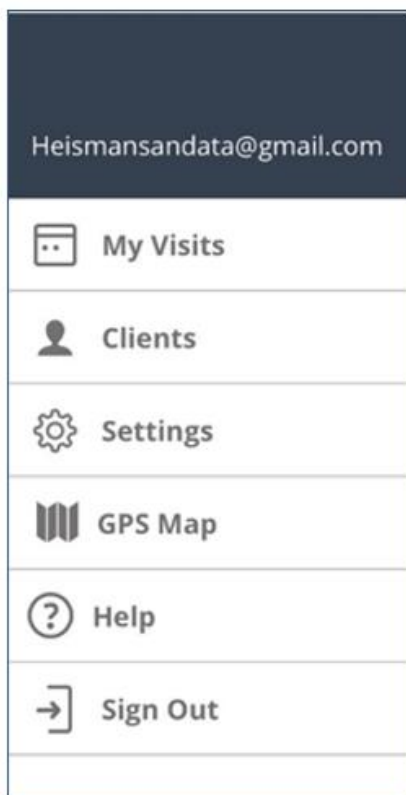 Heismansandata@gmail.com
My Visits
Clients
Settings
GPS Map
Help
Sign Out